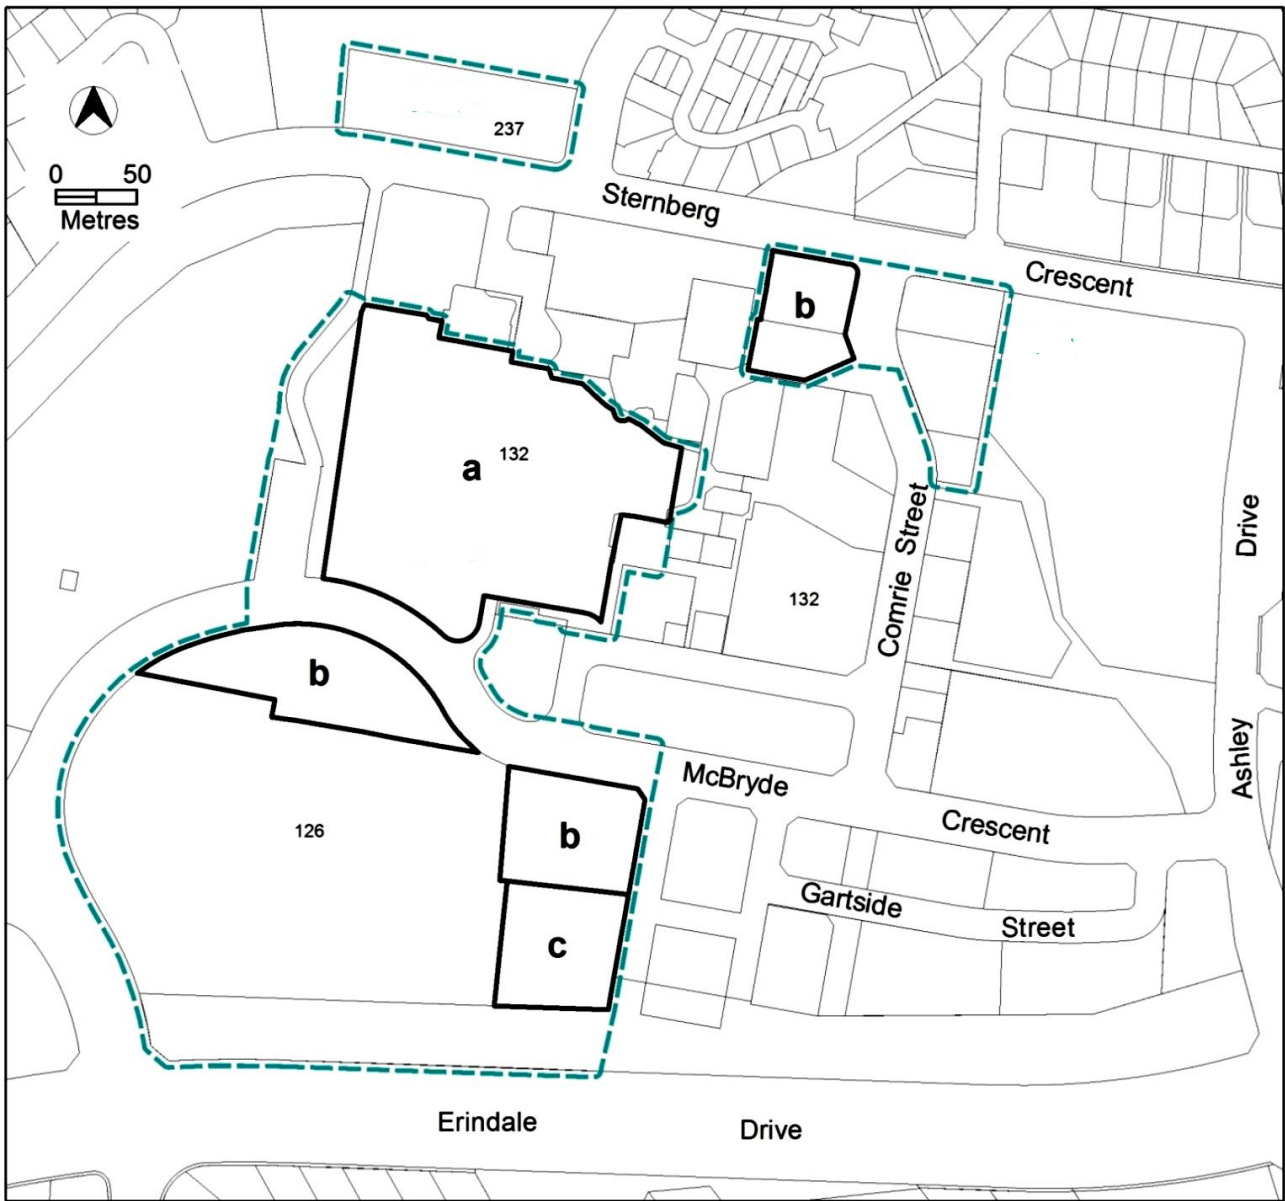 237
0 50
Metres
Sternberg
Crescent
b
a 132
Drive
Comrie Street
132
b
Ashley
McBryde
Crescent
126
b
Gartside
Street
c
Erindale Drive